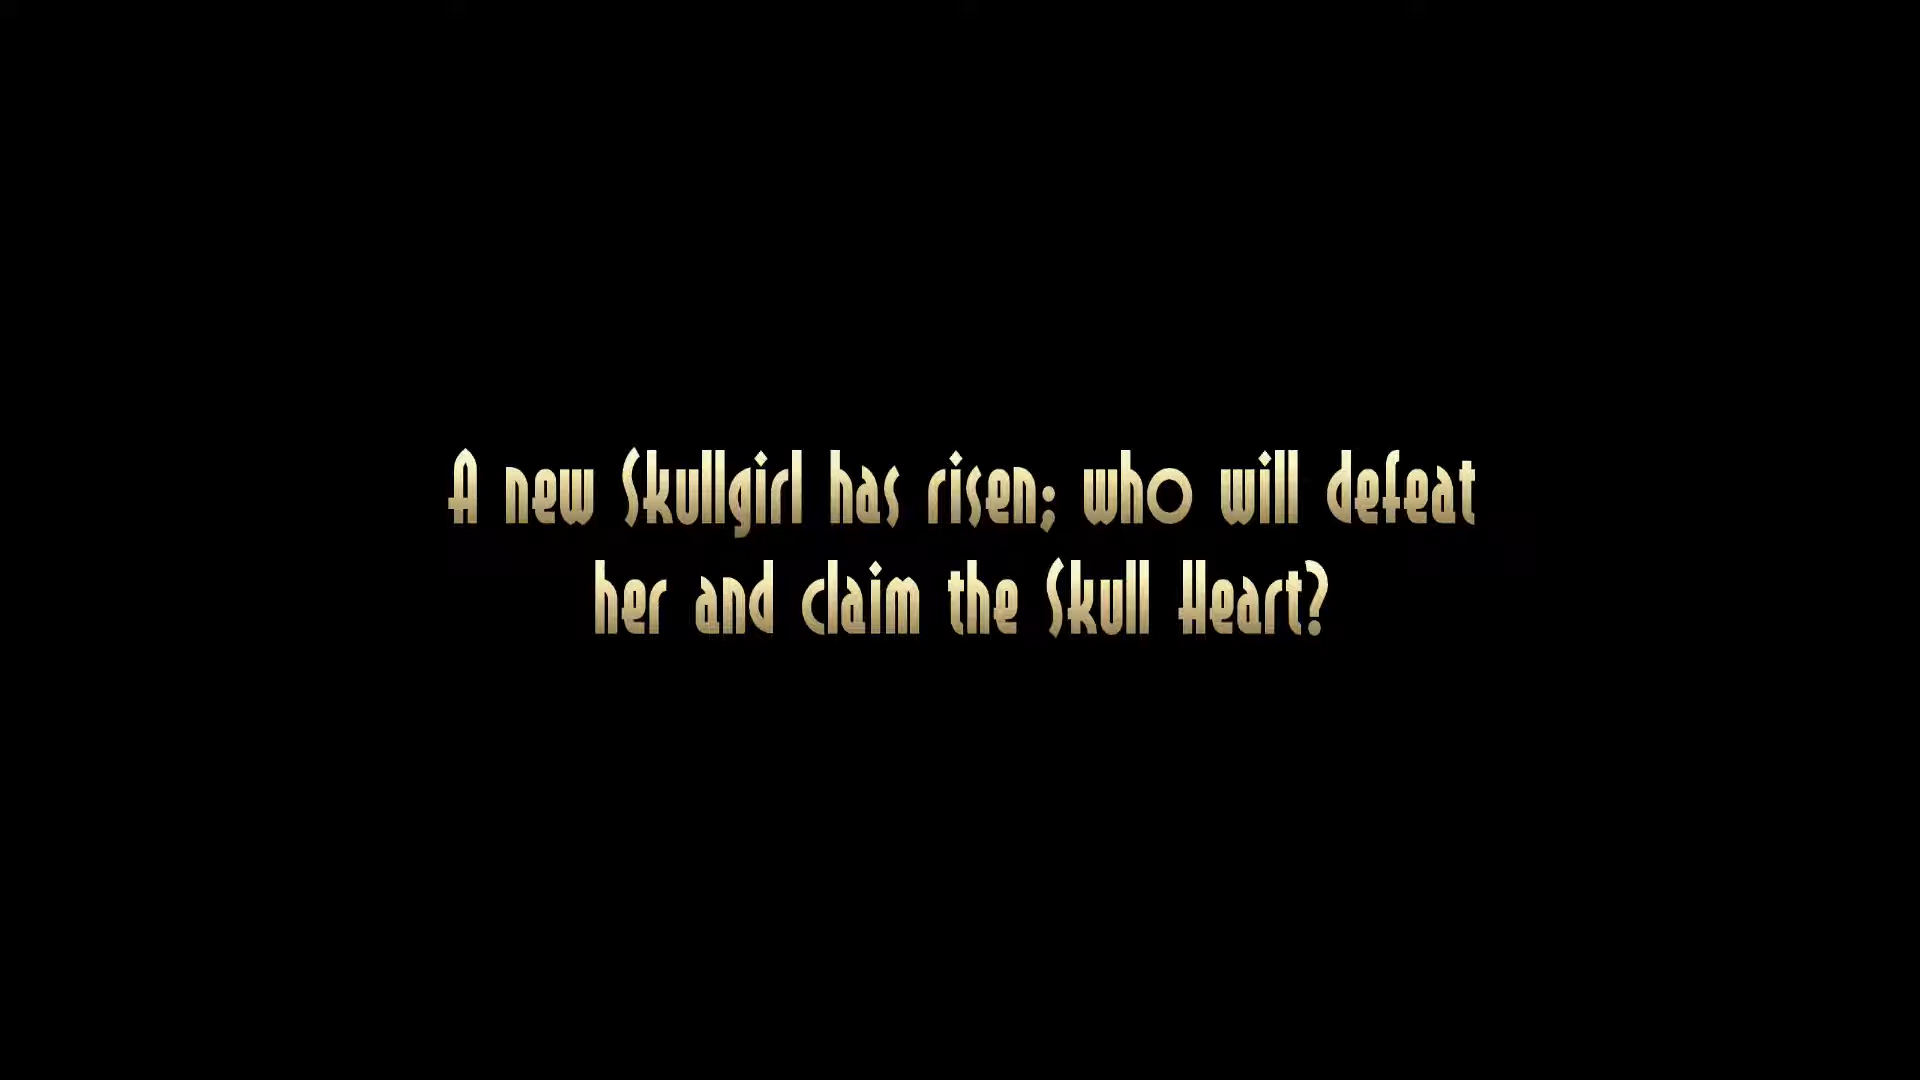 A new Skullgirl has risen; who will defeat
her and claim the Skull Heart?